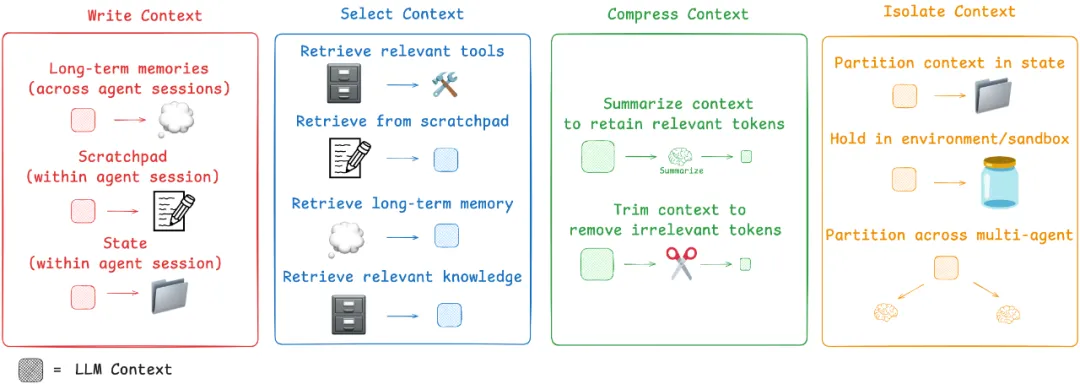 Write Context
Long-term memories
(across agent sessions)
Scratchpad
(within agent session)
State
(within agent session)
Select Context
Retrieve relevant tools
Retrieve from scratchpad
Retrieve long-term memory
Retrieve relevant knowledge
Compress Context
Summarize context
to retain relevant tokens
Summarize
Trim context to
remove irrelevant tokens
Isolate Context
Partition context in state
Hold in environment/sandbox
Partition across multi-agent
= LLM Context